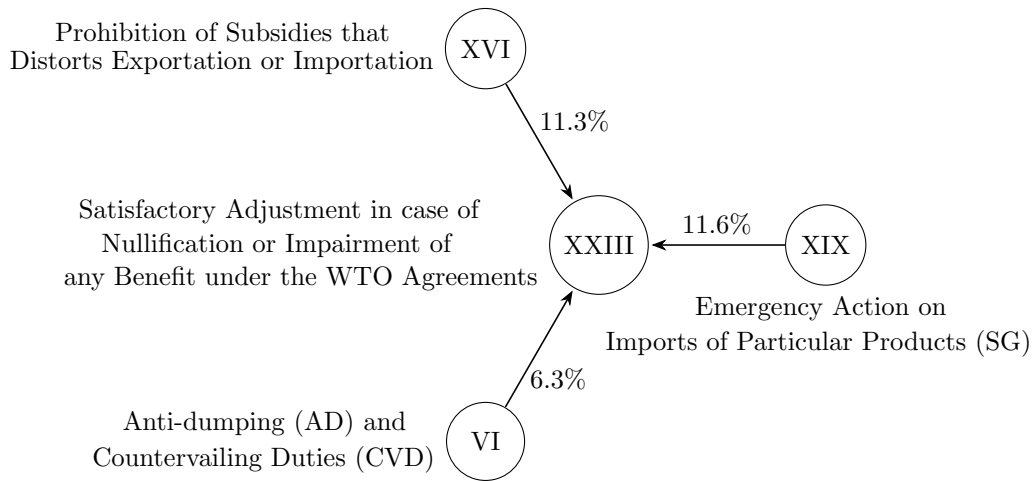 Prohibition of Subsidies that
Distorts Exportation or Importation
XVI
11.3%
Satisfactory Adjustment in case of
Nullification or Impairment of
any Benefit under the WTO Agreements
XXIII
11.6%
XIX
Emergency Action on
Imports of Particular Products (SG)
6.3%
Anti-dumping (AD) and
Countervailing Duties (CVD)
VI